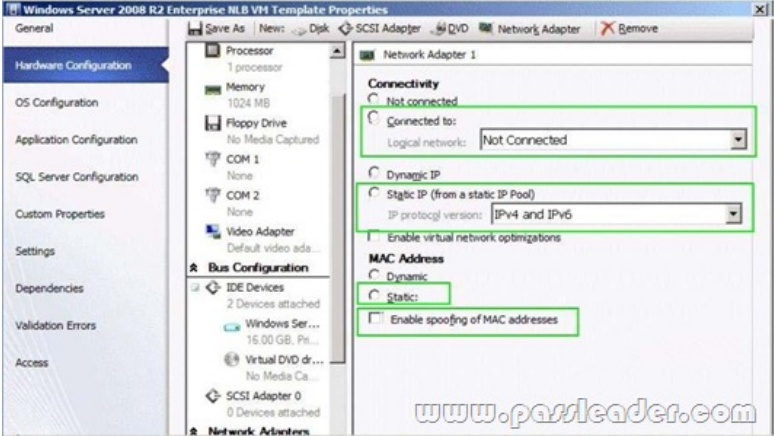 Windows Server 2008 R2 Enterprise NLB VM Template Properties
General
Hardware Configuration
OS Configuration
Application Configuration
SQL Server Configuration
Custom Properties
Settings
Dependencies
Validation Errors
Access
Save As New: Disk SCSI Adapter DVD Network Adapter Remove
Processor
1 processor
Memory
1024 MB
Floppy Drive
No Media Captured
COM 1
None
COM 2
None
Video Adapter
Default video ada...
Bus Configuration
IDE Devices
2 Devices attached
Windows Ser...
16.00 GB, Pri...
Virtual DVD dr...
No Media Ca...
SCSI Adapter 0
0 Devices attached
Network Adapters
Network Adapter 1
Connectivity
Not connected
Connected to:
Logical network: Not Connected
Dynamic IP
Static IP (from a static IP Pool)
IP protocol version: IPv4 and IPv6
Enable virtual network optimizations
MAC Address
Dynamic
Static:
Enable spoofing of MAC addresses
www.passleader.com